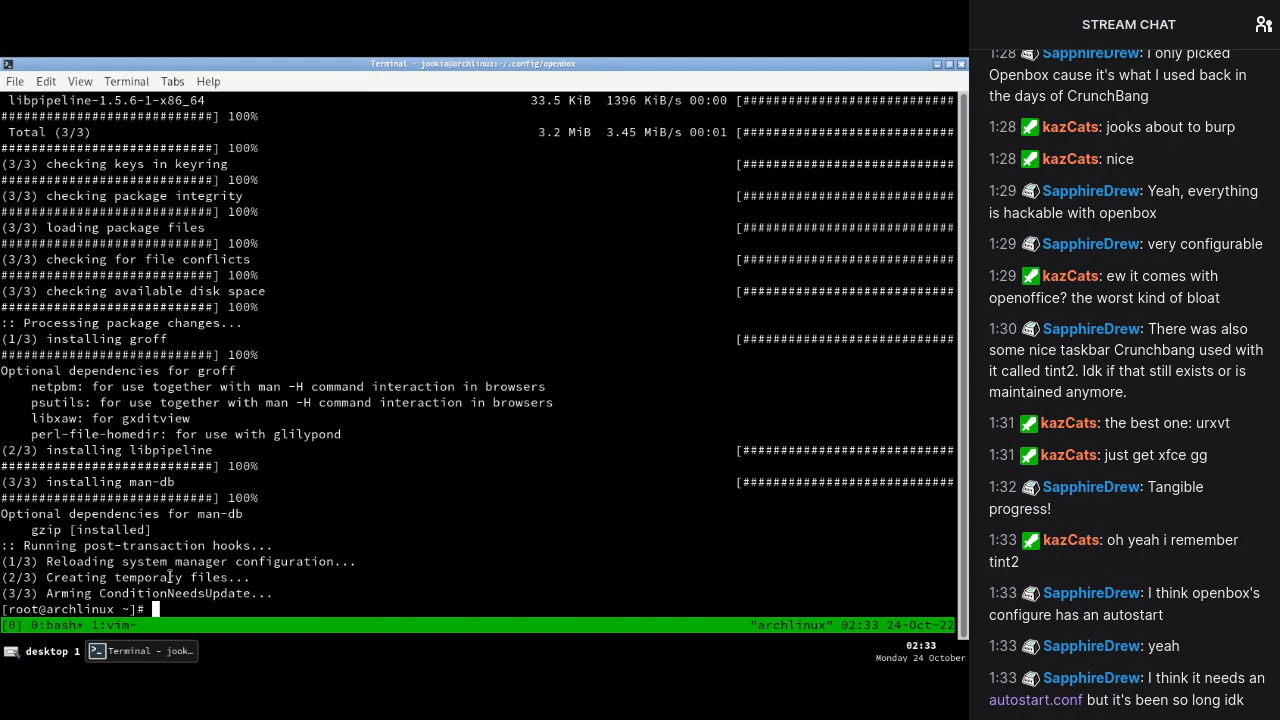 Terminal - jookia@archlinux:~/.config/openbox
File Edit View Terminal Tabs Help
libpipeline-1.5.6-1-x86_64 33.5 KiB 1396 KiB/s 00:00 [############################
############################] 100%
Total (3/3) 3.2 MiB 3.45 MiB/s 00:01 [############################
############################] 100%
(3/3) checking keys in keyring [############################
############################] 100%
(3/3) checking package integrity [############################
############################] 100%
(3/3) loading package files [############################
############################] 100%
(3/3) checking for file conflicts [############################
############################] 100%
(3/3) checking available disk space [############################
############################] 100%
:: Processing package changes...
(1/3) installing groff [############################
############################] 100%
Optional dependencies for groff
netpbm: for use together with man -H command interaction in browsers
psutils: for use together with man -H command interaction in browsers
libxaw: for gxditview
perl-file-homedir: for use with glilypond
(2/3) installing libpipeline [############################
############################] 100%
(3/3) installing man-db [############################
############################] 100%
Optional dependencies for man-db
gzip [installed]
:: Running post-transaction hooks...
(1/3) Reloading system manager configuration...
(2/3) Creating temporary files...
(3/3) Arming ConditionNeedsUpdate...
[root@archlinux ~]#
[0] 0:bash* 1:vim- "archlinux" 02:33 24-Oct-22
desktop 1 Terminal - jook... 02:33
Monday 24 October
STREAM CHAT
1:28 SapphireDrew: I only picked
Openbox cause it's what I used back in
the days of CrunchBang
1:28 kazCats: jooks about to burp
1:28 kazCats: nice
1:29 SapphireDrew: Yeah, everything
is hackable with openbox
1:29 SapphireDrew: very configurable
1:29 kazCats: ew it comes with
openoffice? the worst kind of bloat
1:30 SapphireDrew: There was also
some nice taskbar Crunchbang used with
it called tint2. Idk if that still exists or is
maintained anymore.
1:31 kazCats: the best one: urxvt
1:31 kazCats: just get xfce gg
1:32 SapphireDrew: Tangible
progress!
1:33 kazCats: oh yeah i remember
tint2
1:33 SapphireDrew: I think openbox's
configure has an autostart
1:33 SapphireDrew: yeah
1:33 SapphireDrew: I think it needs an
autostart.conf but it's been so long idk